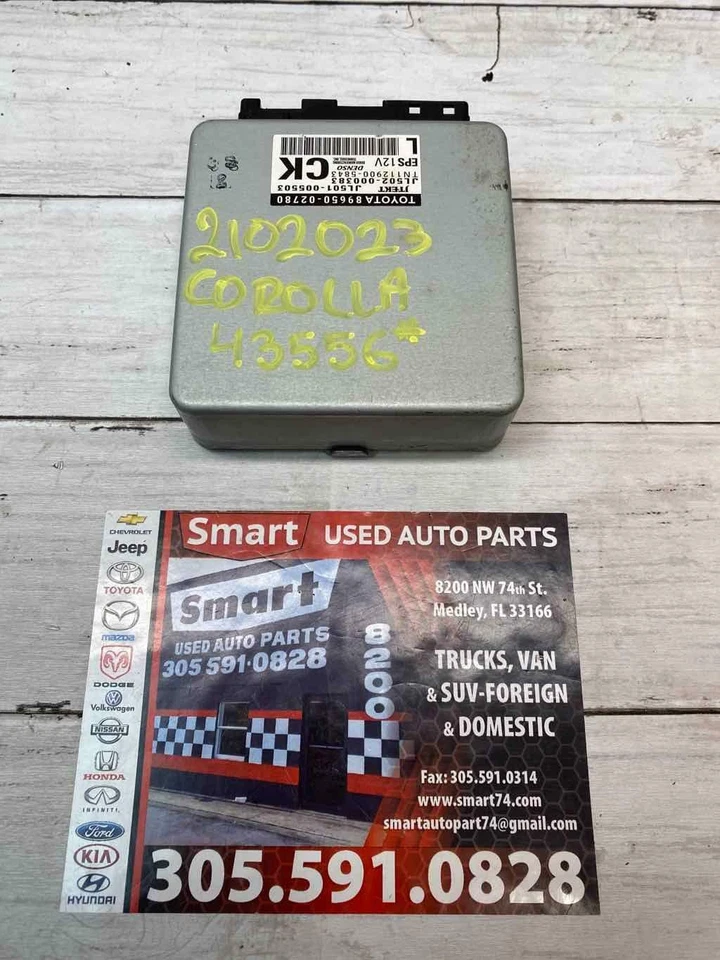 TOYOTA 89650-02780
JTEKT JL501-005503
JL502-000383
TN112900-5843
DENSO
CK
EPS 12V
L
2102023
COROLLA
43556*
CHEVROLET
Jeep
TOYOTA
mazda
DODGE
Volkswagen
NISSAN
HONDA
INFINITI
Ford
KIA
HYUNDAI
Smart USED AUTO PARTS
Smart
USED AUTO PARTS
305 591·0828
8200
8200 NW 74th St.
Medley, FL 33166
TRUCKS, VAN
& SUV-FOREIGN
& DOMESTIC
Fax: 305.591.0314
www.smart74.com
smartautopart74@gmail.com
305.591.0828